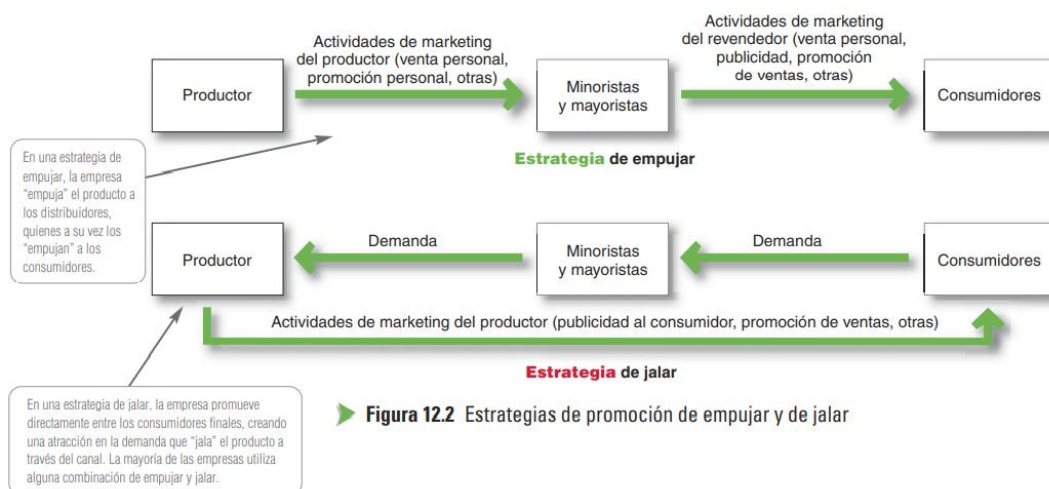 Actividades de marketing
del productor (venta personal,
promoción personal, otras)
Actividades de marketing
del revendedor (venta personal,
publicidad, promoción
de ventas, otras)
Productor
Minoristas
y mayoristas
Consumidores
Estrategia de empujar
En una estrategia de
empujar, la empresa
“empuja” el producto a
los distribuidores,
quienes a su vez los
“empujan” a los
consumidores.
Productor
Demanda
Minoristas
y mayoristas
Demanda
Consumidores
Actividades de marketing del productor (publicidad al consumidor, promoción de ventas, otras)
Estrategia de jalar
En una estrategia de jalar, la empresa promueve
directamente entre los consumidores finales, creando
una atracción en la demanda que “jala” el producto a
través del canal. La mayoría de las empresas utiliza
alguna combinación de empujar y jalar.
Figura 12.2 Estrategias de promoción de empujar y de jalar